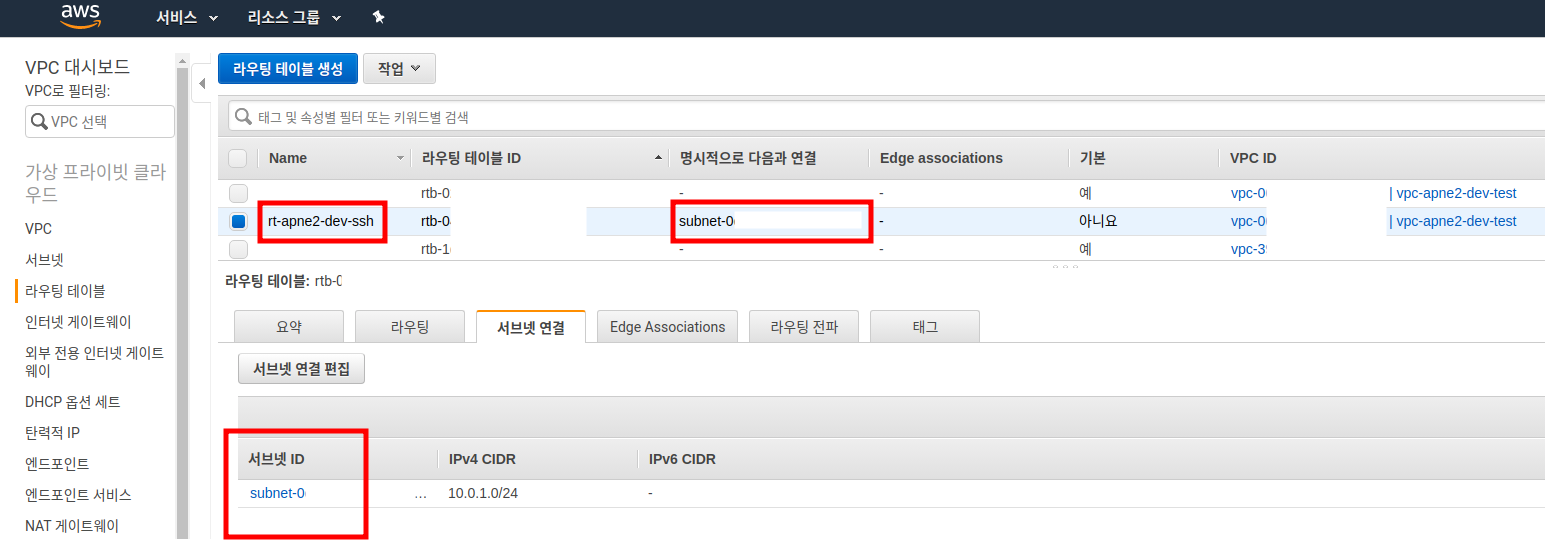 aws 서비스 리소스 그룹
VPC 대시보드
VPC로 필터링:
VPC 선택
가상 프라이빗 클라
우드
VPC
서브넷
라우팅 테이블
인터넷 게이트웨이
외부 전용 인터넷 게이트
웨이
DHCP 옵션 세트
탄력적 IP
엔드포인트
엔드포인트 서비스
NAT 게이트웨이
라우팅 테이블 생성 작업
태그 및 속성별 필터 또는 키워드별 검색
Name 라우팅 테이블 ID 명시적으로 다음과 연결 Edge associations 기본 VPC ID
rtb-0 - - 예 vpc-0 | vpc-apne2-dev-test
rt-apne2-dev-ssh rtb-0 subnet-0 - 아니요 vpc-0 | vpc-apne2-dev-test
rtb-1 - - 예 vpc-3
라우팅 테이블: rtb-0
요약 라우팅 서브넷 연결 Edge Associations 라우팅 전파 태그
서브넷 연결 편집
서브넷 ID IPv4 CIDR IPv6 CIDR
subnet-0 ... 10.0.1.0/24 -